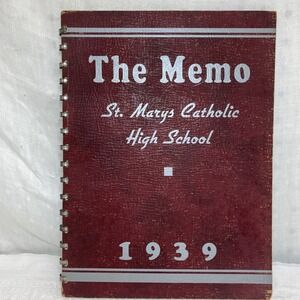 The Memo
St. Marys Catholic
High School
1939